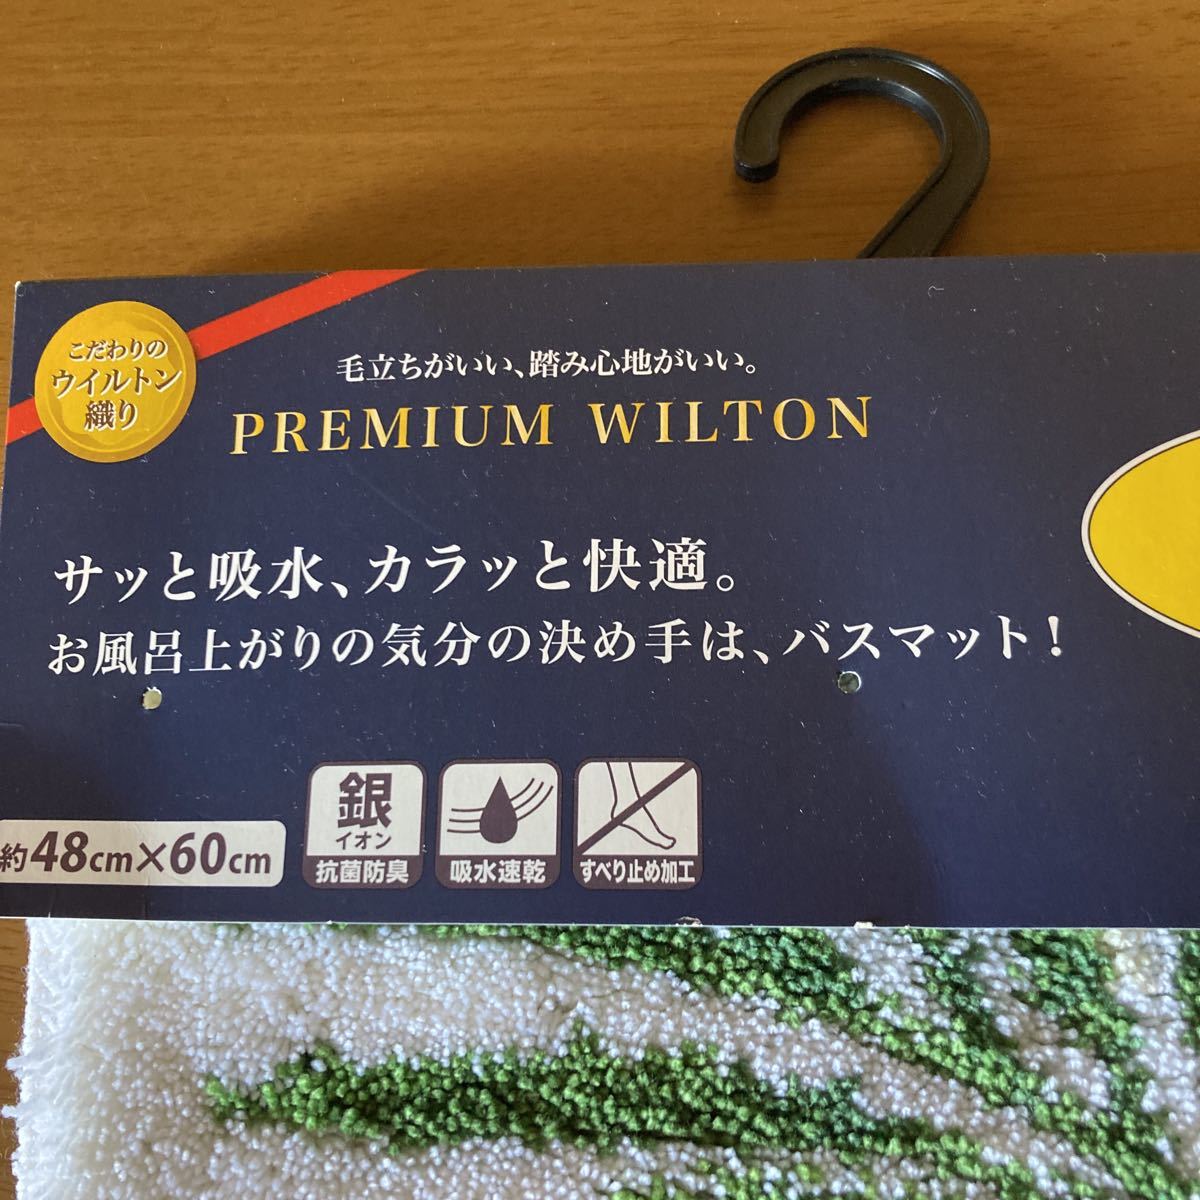 こだわりの
ウイルトン
織り
毛立ちがいい、踏み心地がいい。
PREMIUM WILTON
サッと吸水、カラッと快適。
お風呂上がりの気分の決め手は、バスマット!
約48cm×60cm
銀
イオン
抗菌防臭
吸水速乾
すべり止め加工